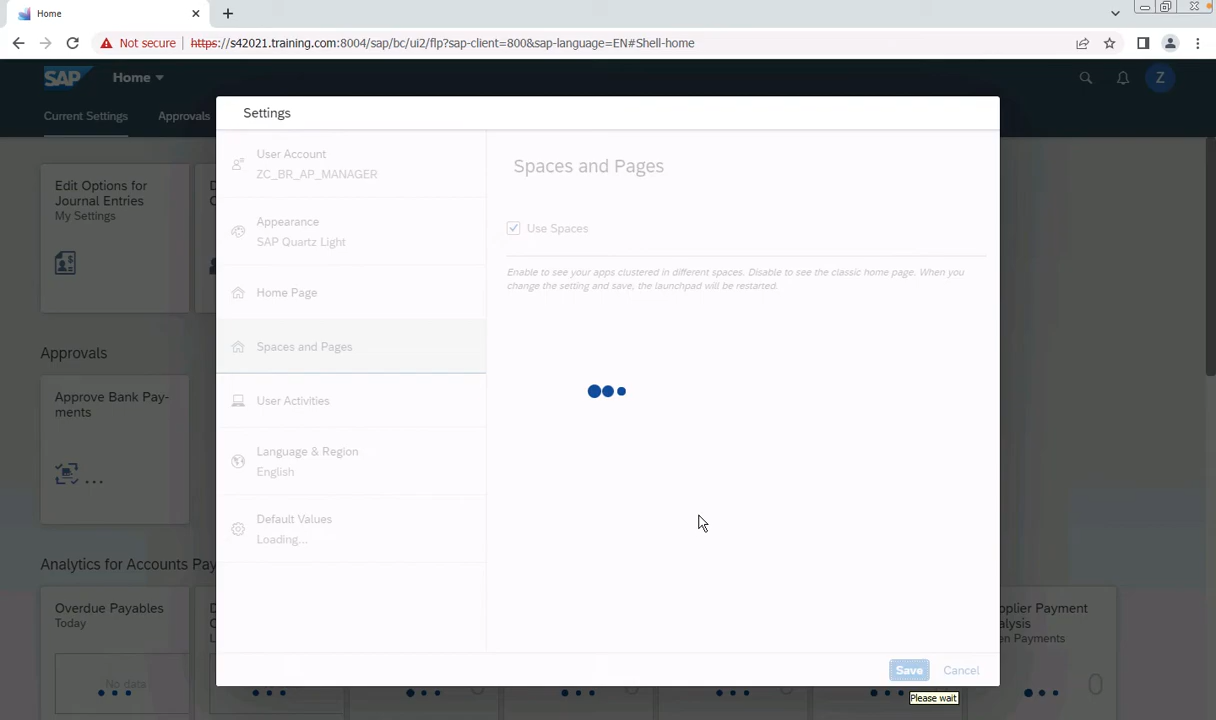 Home
Not secure
https://s42021.training.com:8004/sap/bc/ui2/flp?sap-client=800&sap-language=EN#Shell-home
SAP
Home
Z
Current Settings
Approvals
Settings
User Account
ZC_BR_AP_MANAGER
Appearance
SAP Quartz Light
Home Page
Spaces and Pages
User Activities
Language & Region
English
Default Values
Loading...
Spaces and Pages
Use Spaces
Enable to see your apps clustered in different spaces. Disable to see the classic home page. When you
change the setting and save, the launchpad will be restarted.
Save
Cancel
Please wait
Edit Options for
Journal Entries
My Settings
Approvals
Approve Bank Pay-
ments
Analytics for Accounts Pay
Overdue Payables
Today
No data
plier Payment
alysis
en Payments